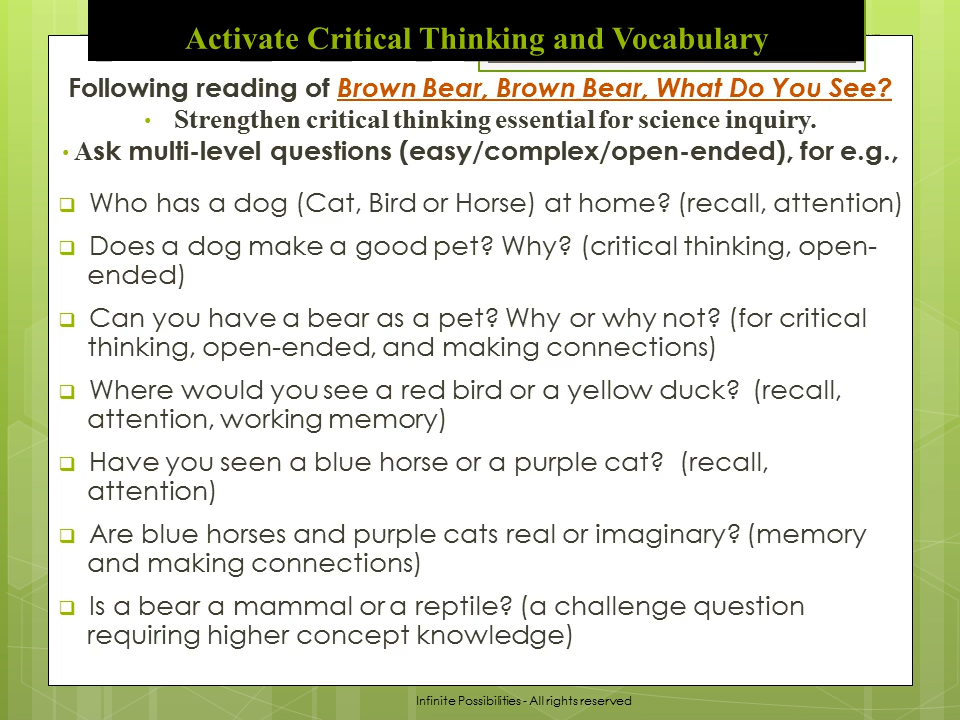 Activate Critical Thinking and Vocabulary
Following reading of Brown Bear, Brown Bear, What Do You See?
• Strengthen critical thinking essential for science inquiry.
• Ask multi-level questions (easy/complex/open-ended), for e.g.,
❑ Who has a dog (Cat, Bird or Horse) at home? (recall, attention)
❑ Does a dog make a good pet? Why? (critical thinking, open-
ended)
❑ Can you have a bear as a pet? Why or why not? (for critical
thinking, open-ended, and making connections)
❑ Where would you see a red bird or a yellow duck? (recall,
attention, working memory)
❑ Have you seen a blue horse or a purple cat? (recall,
attention)
❑ Are blue horses and purple cats real or imaginary? (memory
and making connections)
❑ Is a bear a mammal or a reptile? (a challenge question
requiring higher concept knowledge)
Infinite Possibilities - All rights reserved